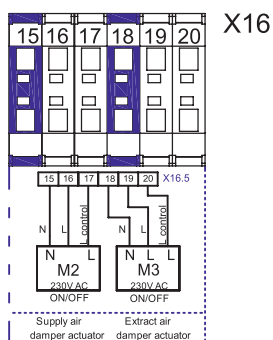 X16
15 16 17 18 19 20
15 16 17 18 19 20 X16.5
N L L control N L L control
N L N L L
M2 M3
230V AC 230V AC
ON/OFF ON/OFF
Supply air Extract air
damper actuator damper actuator